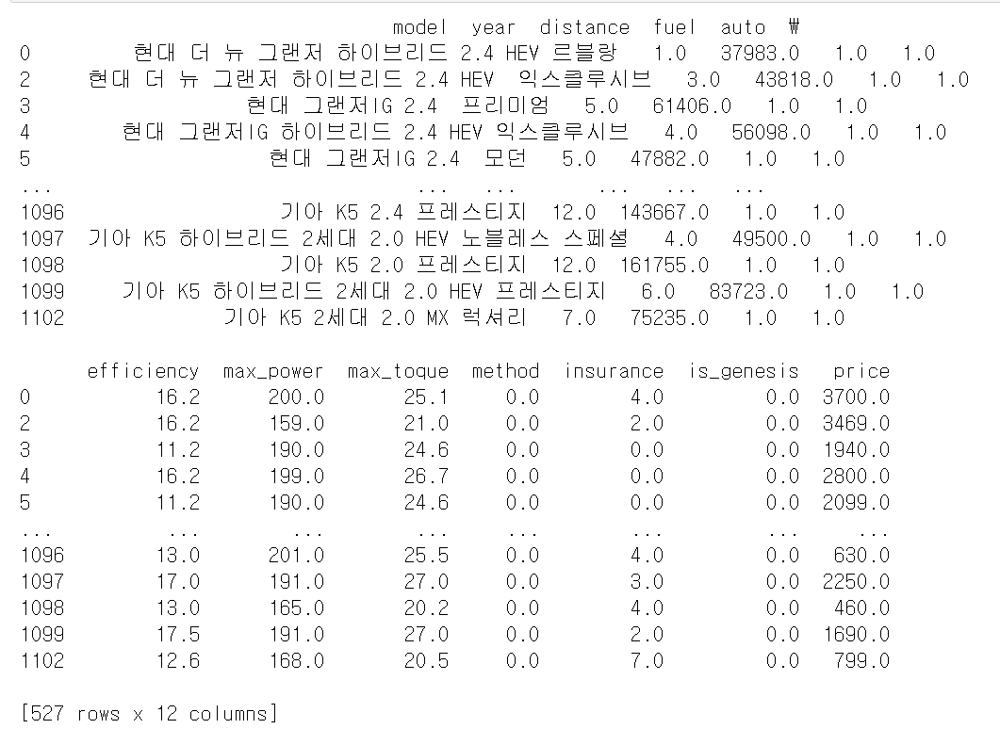 model year distance fuel auto ₩
0 현대 더 뉴 그랜저 하이브리드 2.4 HEV 르블랑 1.0 37983.0 1.0 1.0
2 현대 더 뉴 그랜저 하이브리드 2.4 HEV 익스클루시브 3.0 43818.0 1.0 1.0
3 현대 그랜저IG 2.4 프리미엄 5.0 61406.0 1.0 1.0
4 현대 그랜저IG 하이브리드 2.4 HEV 익스클루시브 4.0 56098.0 1.0 1.0
5 현대 그랜저IG 2.4 모던 5.0 47882.0 1.0 1.0
... ... ... ... ... ...
1096 기아 K5 2.4 프레스티지 12.0 143667.0 1.0 1.0
1097 기아 K5 하이브리드 2세대 2.0 HEV 노블레스 스페셜 4.0 49500.0 1.0 1.0
1098 기아 K5 2.0 프레스티지 12.0 161755.0 1.0 1.0
1099 기아 K5 하이브리드 2세대 2.0 HEV 프레스티지 6.0 83723.0 1.0 1.0
1102 기아 K5 2세대 2.0 MX 럭셔리 7.0 75235.0 1.0 1.0
efficiency max_power max_toque method insurance is_genesis price
0 16.2 200.0 25.1 0.0 4.0 0.0 3700.0
2 16.2 159.0 21.0 0.0 2.0 0.0 3469.0
3 11.2 190.0 24.6 0.0 0.0 0.0 1940.0
4 16.2 199.0 26.7 0.0 0.0 0.0 2800.0
5 11.2 190.0 24.6 0.0 0.0 0.0 2099.0
... ... ... ... ... ... ... ...
1096 13.0 201.0 25.5 0.0 4.0 0.0 630.0
1097 17.0 191.0 27.0 0.0 3.0 0.0 2250.0
1098 13.0 165.0 20.2 0.0 4.0 0.0 460.0
1099 17.5 191.0 27.0 0.0 2.0 0.0 1690.0
1102 12.6 168.0 20.5 0.0 7.0 0.0 799.0
[527 rows x 12 columns]